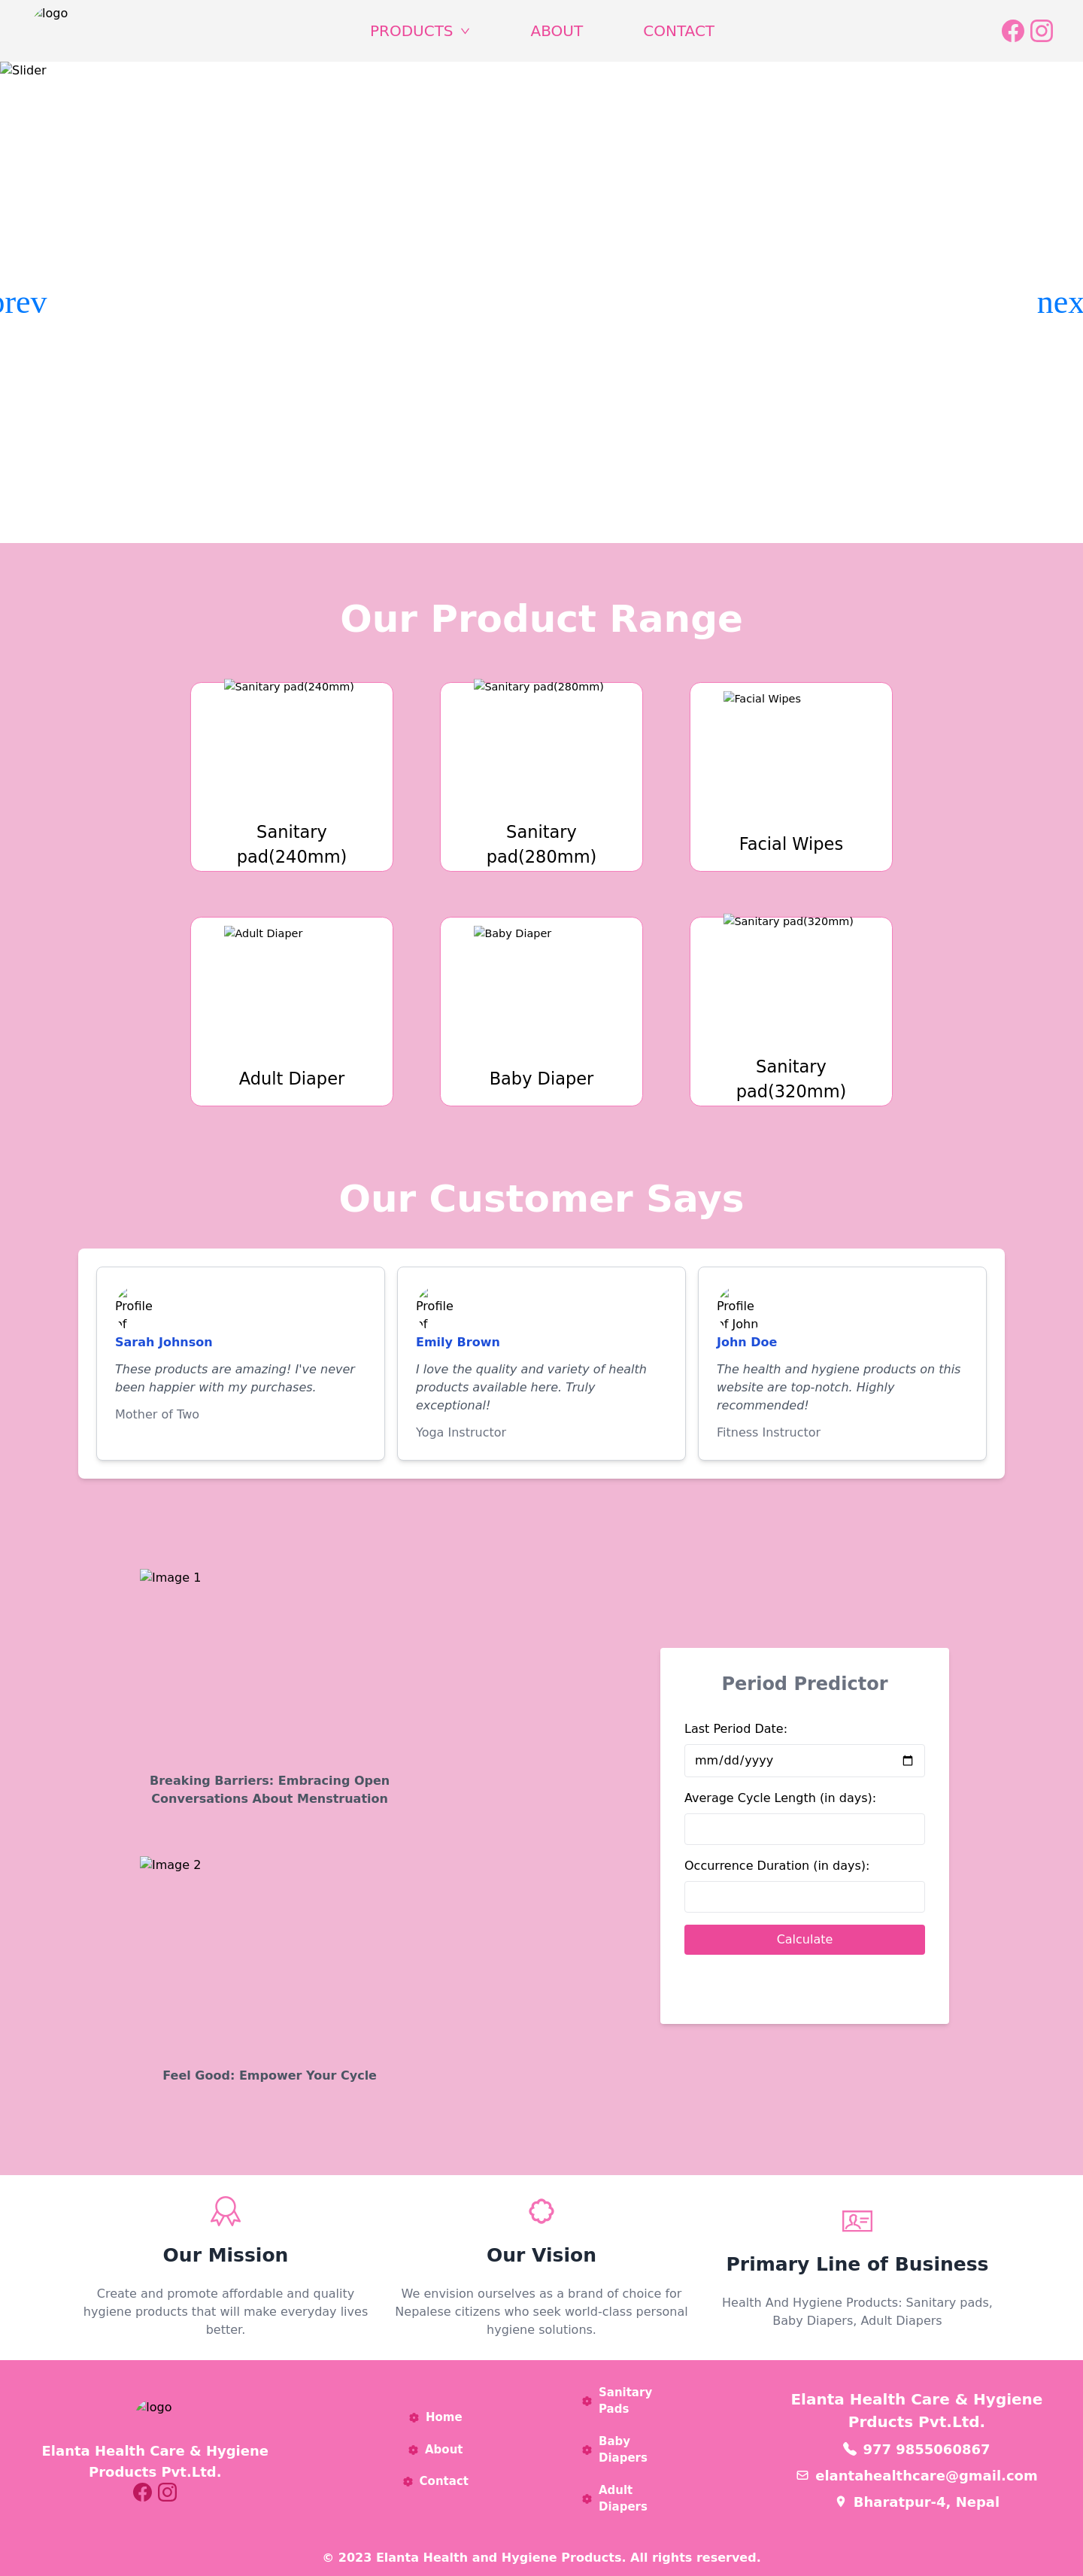 logo
PRODUCTS
ABOUT
CONTACT
Slider
prev
nex
Our Product Range
Sanitary pad(240mm)
Sanitary
pad(240mm)
Sanitary pad(280mm)
Sanitary
pad(280mm)
Facial Wipes
Facial Wipes
Adult Diaper
Adult Diaper
Baby Diaper
Baby Diaper
Sanitary pad(320mm)
Sanitary
pad(320mm)
Our Customer Says
Profile
of
Sarah Johnson
These products are amazing! I've never
been happier with my purchases.
Mother of Two
Profile
of
Emily Brown
I love the quality and variety of health
products available here. Truly
exceptional!
Yoga Instructor
Profile
of John
John Doe
The health and hygiene products on this
website are top-notch. Highly
recommended!
Fitness Instructor
Image 1
Breaking Barriers: Embracing Open
Conversations About Menstruation
Image 2
Feel Good: Empower Your Cycle
Period Predictor
Last Period Date:
mm/dd/yyyy
Average Cycle Length (in days):
Occurrence Duration (in days):
Calculate
Our Mission
Create and promote affordable and quality
hygiene products that will make everyday lives
better.
Our Vision
We envision ourselves as a brand of choice for
Nepalese citizens who seek world-class personal
hygiene solutions.
Primary Line of Business
Health And Hygiene Products: Sanitary pads,
Baby Diapers, Adult Diapers
logo
Elanta Health Care & Hygiene
Products Pvt.Ltd.
Home
About
Contact
Sanitary
Pads
Baby
Diapers
Adult
Diapers
Elanta Health Care & Hygiene
Prducts Pvt.Ltd.
977 9855060867
elantahealthcare@gmail.com
Bharatpur-4, Nepal
© 2023 Elanta Health and Hygiene Products. All rights reserved.